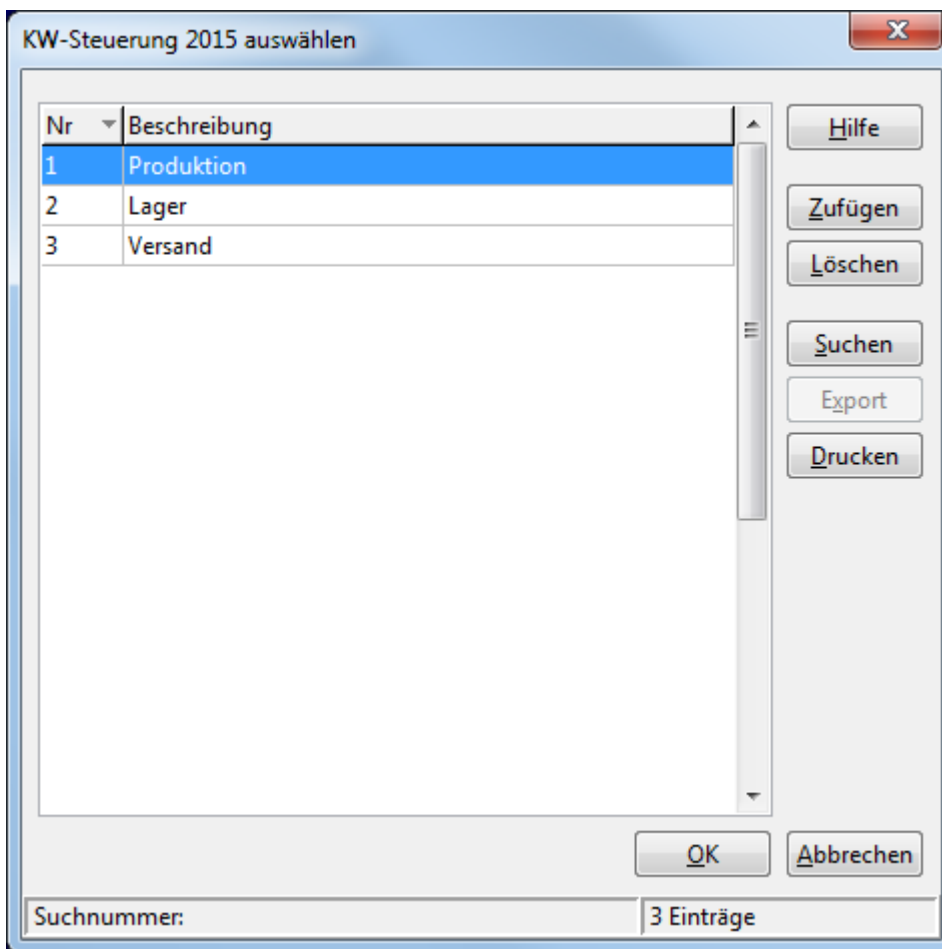 KW-Steuerung 2015 auswählen
Nr Beschreibung
1 Produktion
2 Lager
3 Versand
Hilfe
Zufügen
Löschen
Suchen
Export
Drucken
OK Abbrechen
Suchnummer: 3 Einträge